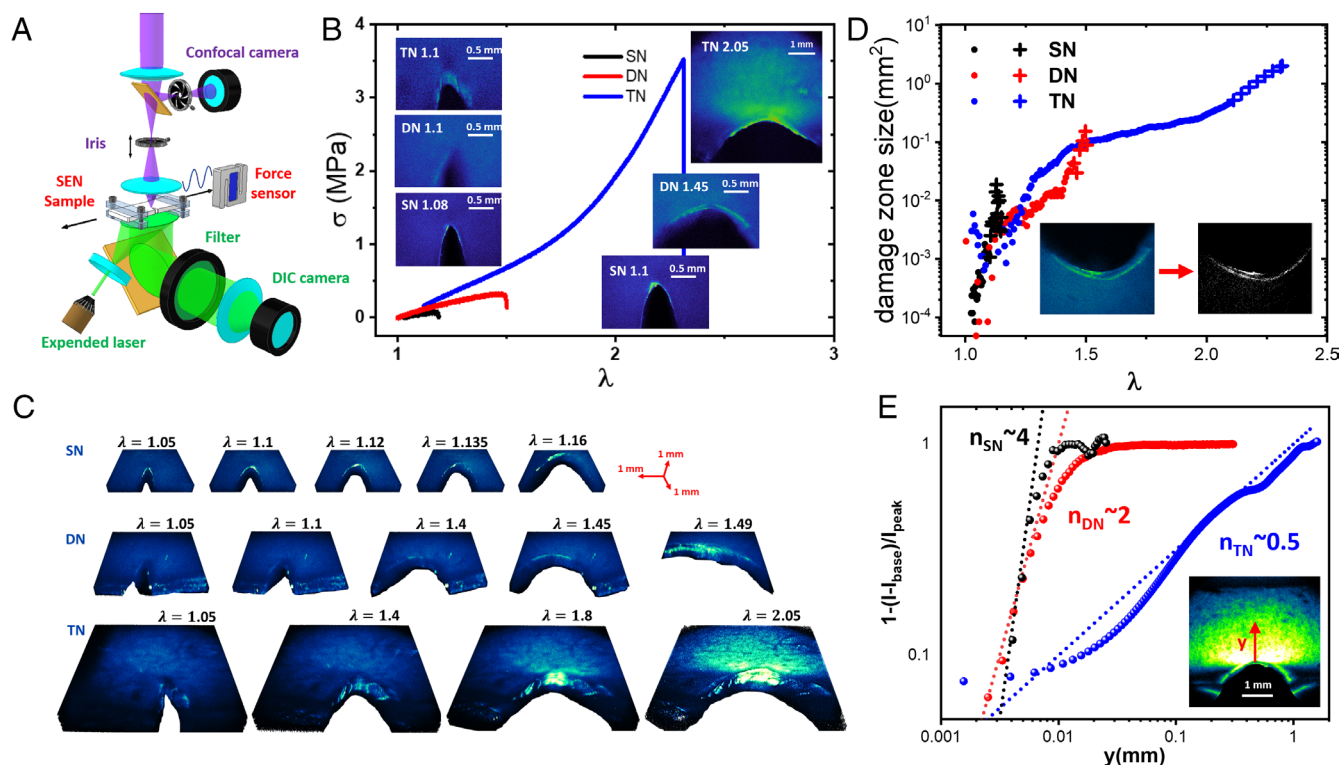 A
Confocal camera
Iris
SEN
Sample
Force
sensor
Filter
DIC camera
Expended laser
B
σ (MPa)
4
3
2
1
0
1
2
3
λ
SN
DN
TN
TN 1.1
0.5 mm
DN 1.1
0.5 mm
SN 1.08
0.5 mm
TN 2.05
1 mm
DN 1.45
0.5 mm
SN 1.1
0.5 mm
C
SN
λ = 1.05
λ = 1.1
λ = 1.12
λ = 1.135
λ = 1.16
1 mm
1 mm
1 mm
DN
λ = 1.05
λ = 1.1
λ = 1.4
λ = 1.45
λ = 1.49
TN
λ = 1.05
λ = 1.4
λ = 1.8
λ = 2.05
D
damage zone size(mm²)
10¹
10⁰
10⁻¹
10⁻²
10⁻³
10⁻⁴
1.0
1.5
2.0
2.5
λ
SN
DN
TN
E
1-(I-I_base)/I_peak
1
0.1
0.001
0.01
0.1
1
y(mm)
n_SN~4
n_DN~2
n_TN~0.5
y
1 mm